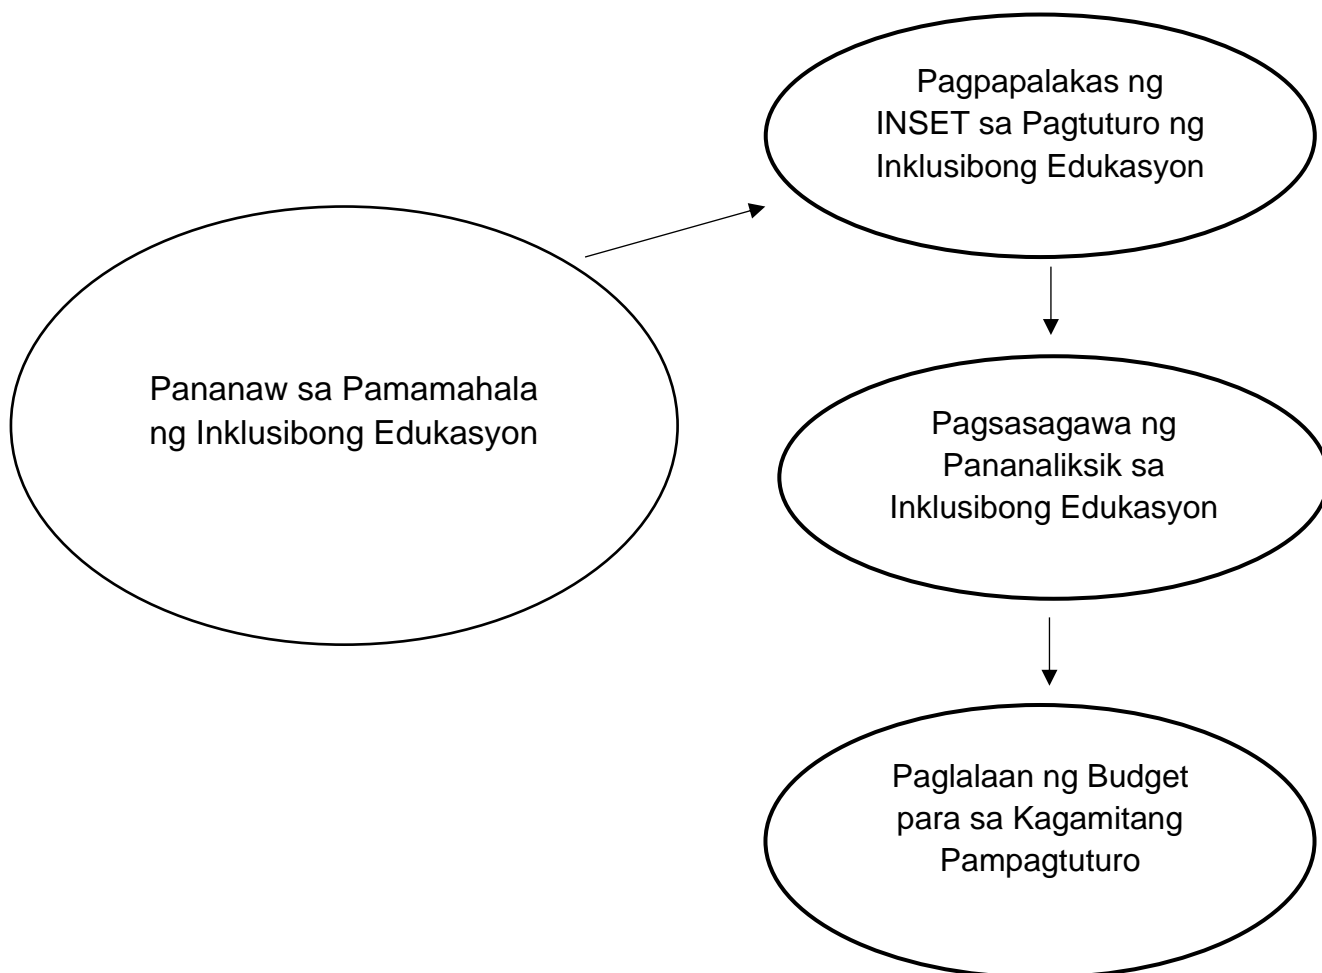 Pagpapalakas ng
INSET sa Pagtuturo ng
Inklusibong Edukasyon
Pananaw sa Pamamahala
ng Inklusibong Edukasyon
Pagsasagawa ng
Pananaliksik sa
Inklusibong Edukasyon
Paglalaan ng Budget
para sa Kagamitang
Pampagtuturo